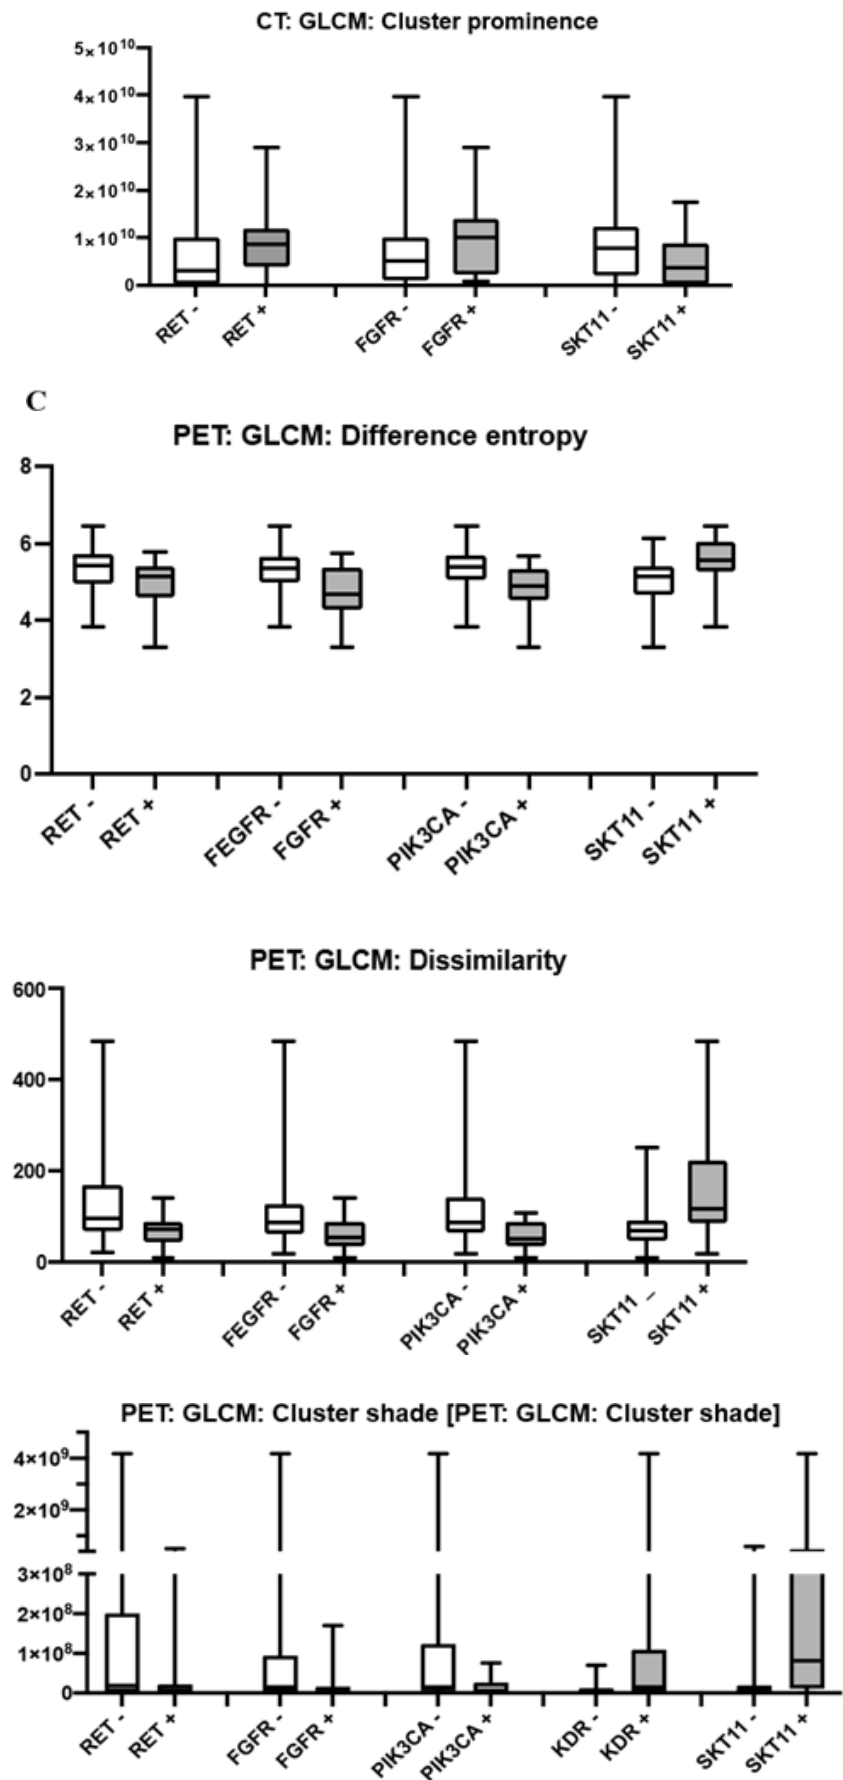 CT: GLCM: Cluster prominence
5×10¹⁰
4×10¹⁰
3×10¹⁰
2×10¹⁰
1×10¹⁰
0
RET - RET + FGFR - FGFR + SKT11 - SKT11 +
C
PET: GLCM: Difference entropy
8
6
4
2
0
RET - RET + FEGFR - FGFR + PIK3CA - PIK3CA + SKT11 - SKT11 +
PET: GLCM: Dissimilarity
600
400
200
0
RET - RET + FEGFR - FGFR + PIK3CA - PIK3CA + SKT11 _ SKT11 +
PET: GLCM: Cluster shade [PET: GLCM: Cluster shade]
4×10⁹
2×10⁹
3×10⁸
2×10⁸
1×10⁸
0
RET - RET + FGFR - FGFR + PIK3CA - PIK3CA + KDR - KDR + SKT11 - SKT11 +